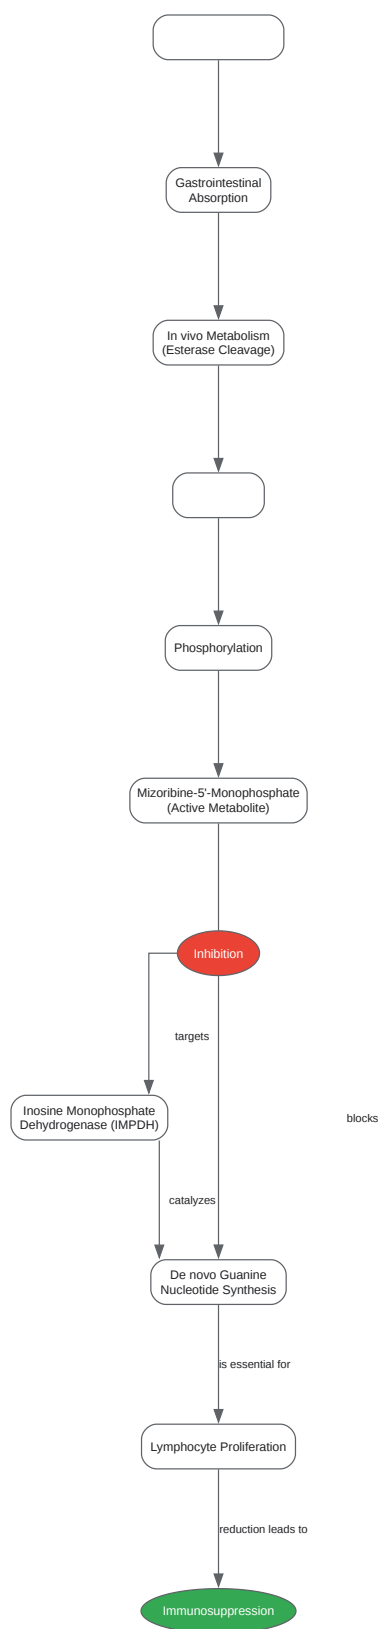 Gastrointestinal
Absorption
In vivo Metabolism
(Esterase Cleavage)
Phosphorylation
Mizoribine-5'-Monophosphate
(Active Metabolite)
Inhibition
targets
Inosine Monophosphate
Dehydrogenase (IMPDH)
blocks
catalyzes
De novo Guanine
Nucleotide Synthesis
is essential for
Lymphocyte Proliferation
reduction leads to
Immunosuppression